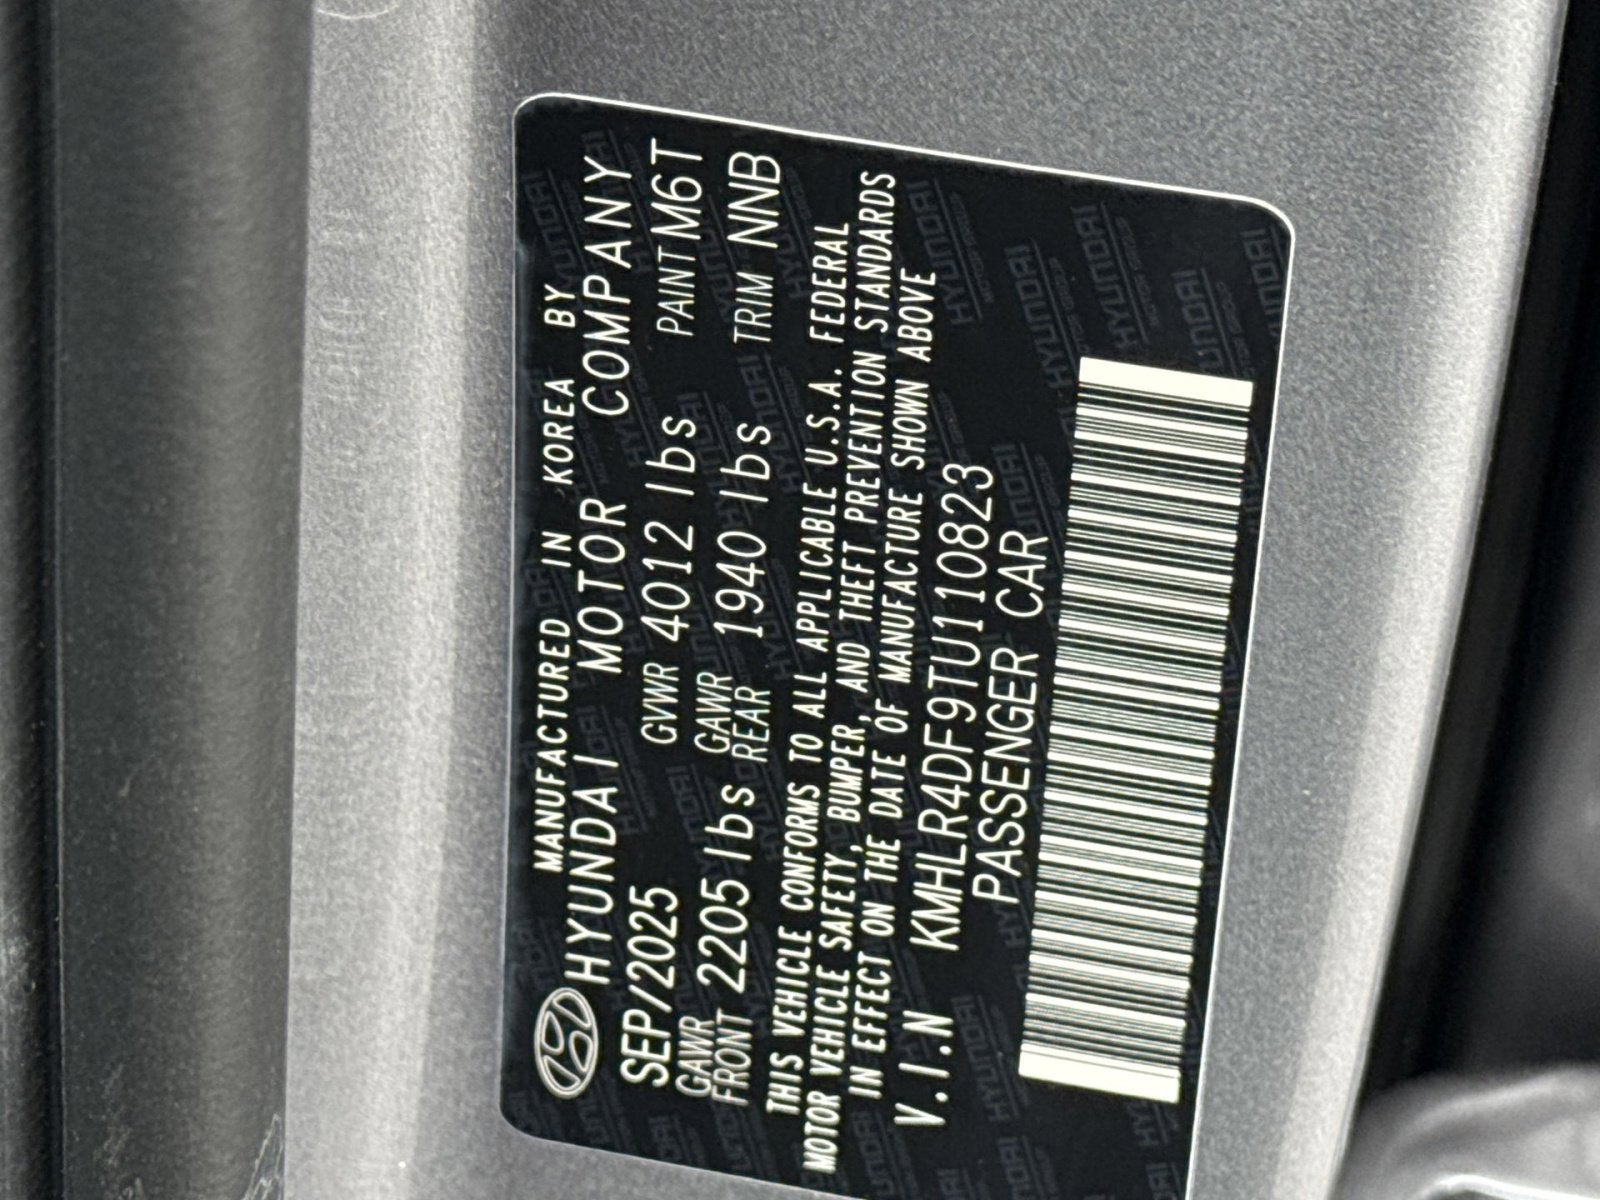 MANUFACTURED IN KOREA BY
HYUNDAI MOTOR COMPANY
SEP/2025 GVWR 4012 lbs PAINT M6T
GAWR FRONT 2205 lbs GAWR REAR 1940 lbs TRIM NNB
THIS VEHICLE CONFORMS TO ALL APPLICABLE U.S.A. FEDERAL
MOTOR VEHICLE SAFETY, BUMPER, AND THEFT PREVENTION STANDARDS
IN EFFECT ON THE DATE OF MANUFACTURE SHOWN ABOVE
V.I.N KMHLR4DF9TU110823
PASSENGER CAR